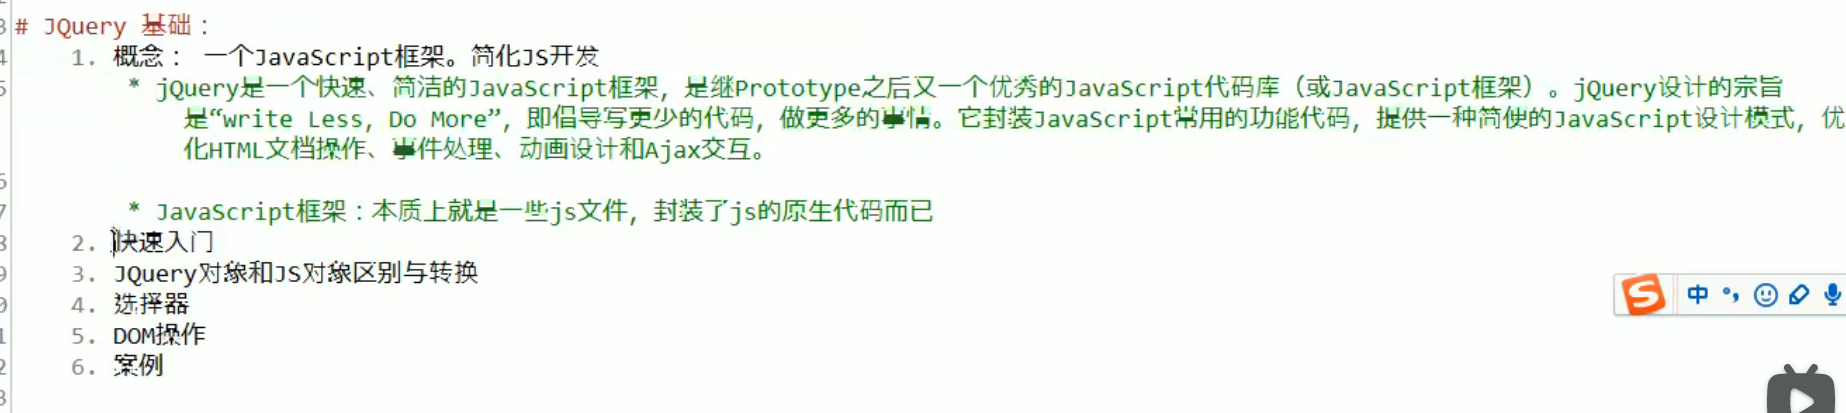 # JQuery 基础：
1. 概念： 一个JavaScript框架。简化JS开发
* jQuery是一个快速、简洁的JavaScript框架，是继Prototype之后又一个优秀的JavaScript代码库（或JavaScript框架）。jQuery设计的宗旨
是“write Less，Do More”，即倡导写更少的代码，做更多的事情。它封装JavaScript常用的功能代码，提供一种简便的JavaScript设计模式，优
化HTML文档操作、事件处理、动画设计和Ajax交互。
* JavaScript框架：本质上就是一些js文件，封装了js的原生代码而已
2. 快速入门
3. JQuery对象和JS对象区别与转换
4. 选择器
5. DOM操作
6. 案例
中